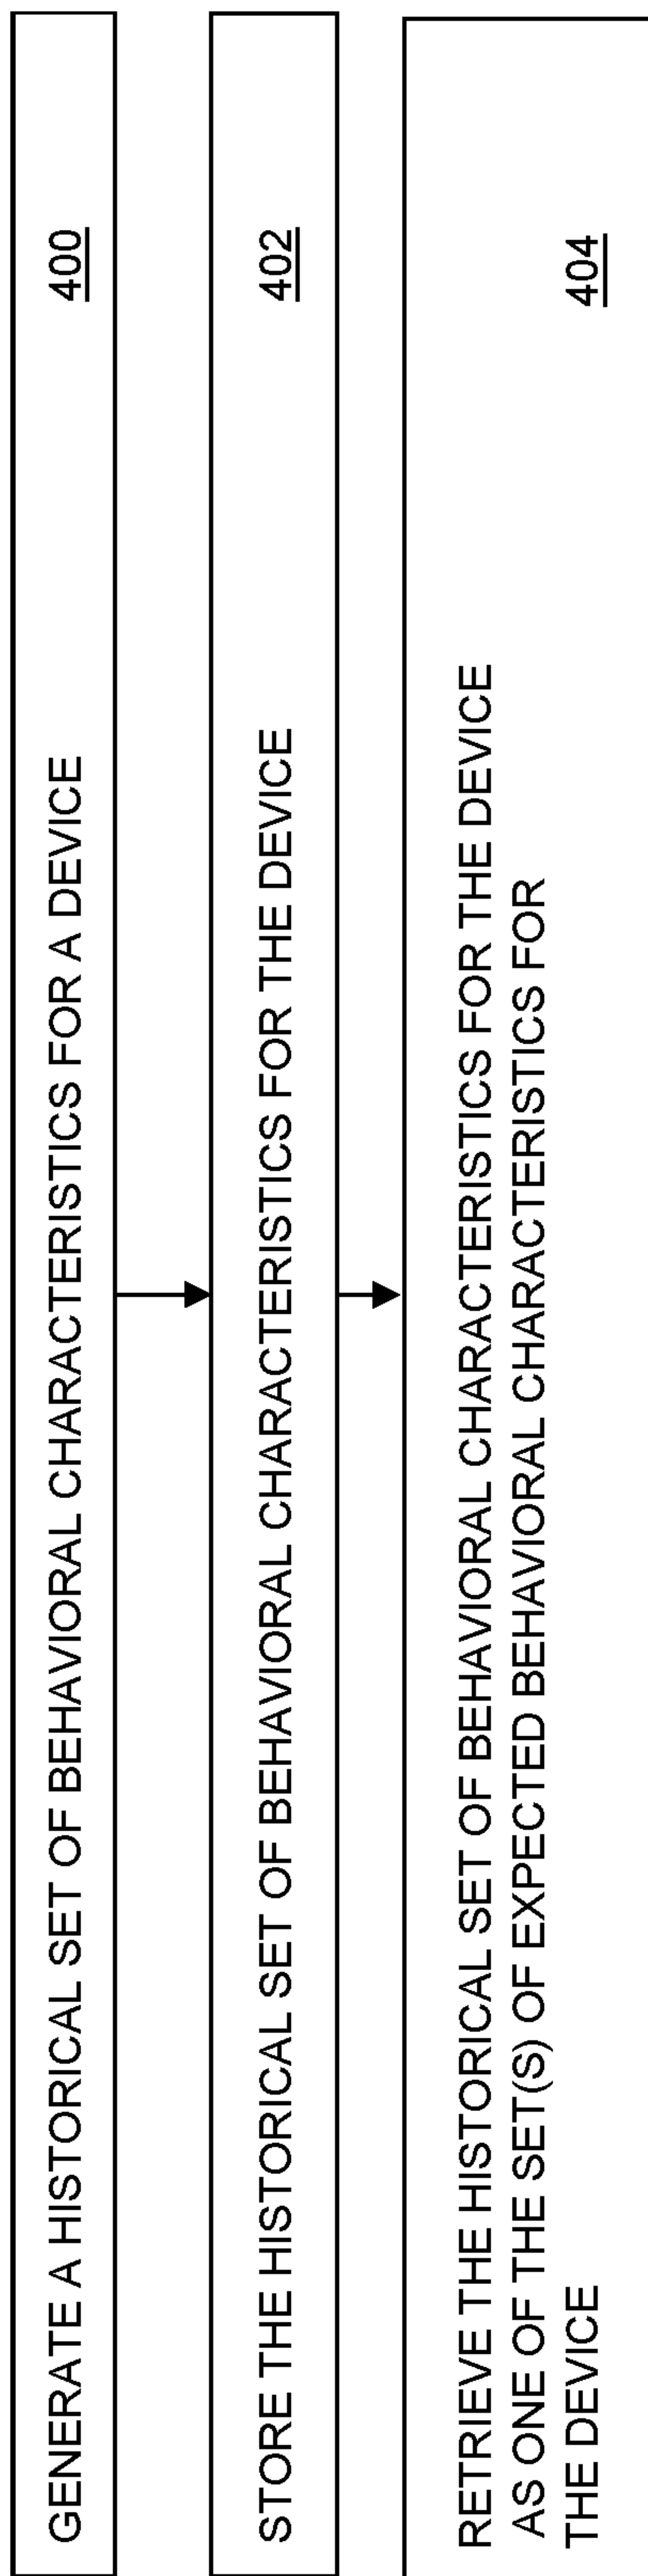 GENERATE A HISTORICAL SET OF BEHAVIORAL CHARACTERISTICS FOR A DEVICE
400
STORE THE HISTORICAL SET OF BEHAVIORAL CHARACTERISTICS FOR THE DEVICE
402
RETRIEVE THE HISTORICAL SET OF BEHAVIORAL CHARACTERISTICS FOR THE DEVICE
AS ONE OF THE SET(S) OF EXPECTED BEHAVIORAL CHARACTERISTICS FOR
THE DEVICE
404